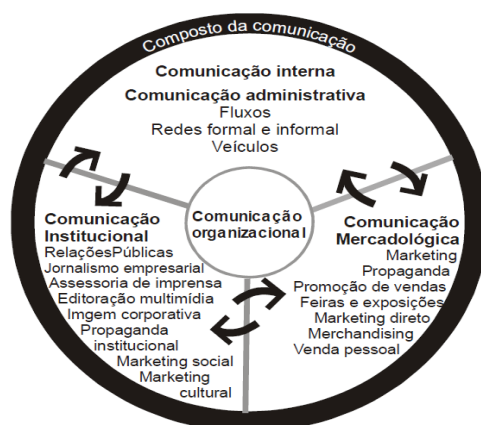 Composto da comunicação
Comunicação interna
Comunicação administrativa
Fluxos
Redes formal e informal
Veículos
Comunicação
organizacional
Comunicação
Institucional
RelaçõesPúblicas
Jornalismo empresarial
Assessoria de imprensa
Editoração multimídia
Imgem corporativa
Propaganda
institucional
Marketing social
Marketing
cultural
Comunicação
Mercadológica
Marketing
Propaganda
Promoção de vendas
Feiras e exposições
Marketing direto
Merchandising
Venda pessoal